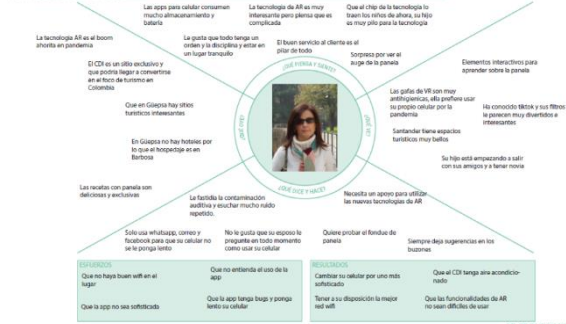 Las apps para celular consumen
mucho almacenamiento y
batería
La tecnología de AR es muy
interesante pero piensa que es
complicada
Que el chip de la tecnología lo
traen los niños de ahora, su hijo
es muy pilo para la tecnología
La tecnología AR es el boom
ahorita en pandemia
Le gusta que todo tenga un
orden y la disciplina y estar en
un lugar tranquilo
El buen servicio al cliente es el
pilar de todo
Sorpresa por ver el
auge de la panela
El CDI es un sitio exclusivo y
que podría llegar a convertirse
en el foco de turismo en
Colombia
¿QUÉ PIENSA Y SIENTE?
Elementos interactivos para
aprender sobre la panela
Que en Güepsa hay sitios
turísticos interesantes
Las gafas de VR son muy
antihigienicas, ella prefiere usar
su propio celular por la
pandemia
Ha conocido tiktok y sus filtros
le parecen muy divertidos e
interesantes
¿QUÉ OYE?
¿QUÉ VE?
En Güepsa no hay hoteles por
lo que el hospedaje es en
Barbosa
Santander tiene espacios
turísticos muy bellos
Su hijo está empezando a salir
con sus amigos y a tener novia
Las recetas con panela son
deliciosas y exclusivas
¿QUÉ DICE Y HACE?
La fastidia la contaminación
auditiva y escuchar mucho ruido
repetido.
Necesita un apoyo para utilizar
las nuevas tecnologías de AR
Solo usa whatsapp, correo y
facebook para que su celular no
se le ponga lento
No le gusta que su esposo le
pregunte en todo momento
como usar su celular
Quiere probar el fondue de
panela
Siempre deja sugerencias en los
buzones
ESFUERZOS
Que no haya buen wifi en el
lugar
Que no entienda el uso de la
app
Que la app no sea sofisticada
Que la app tenga bugs y ponga
lento su celular
RESULTADOS
Cambiar su celular por uno más
sofisticado
Que el CDI tenga aire acondicio-
nado
Tener a su disposición la mejor
red wifi
Que las funcionalidades de AR
no sean difíciles de usar